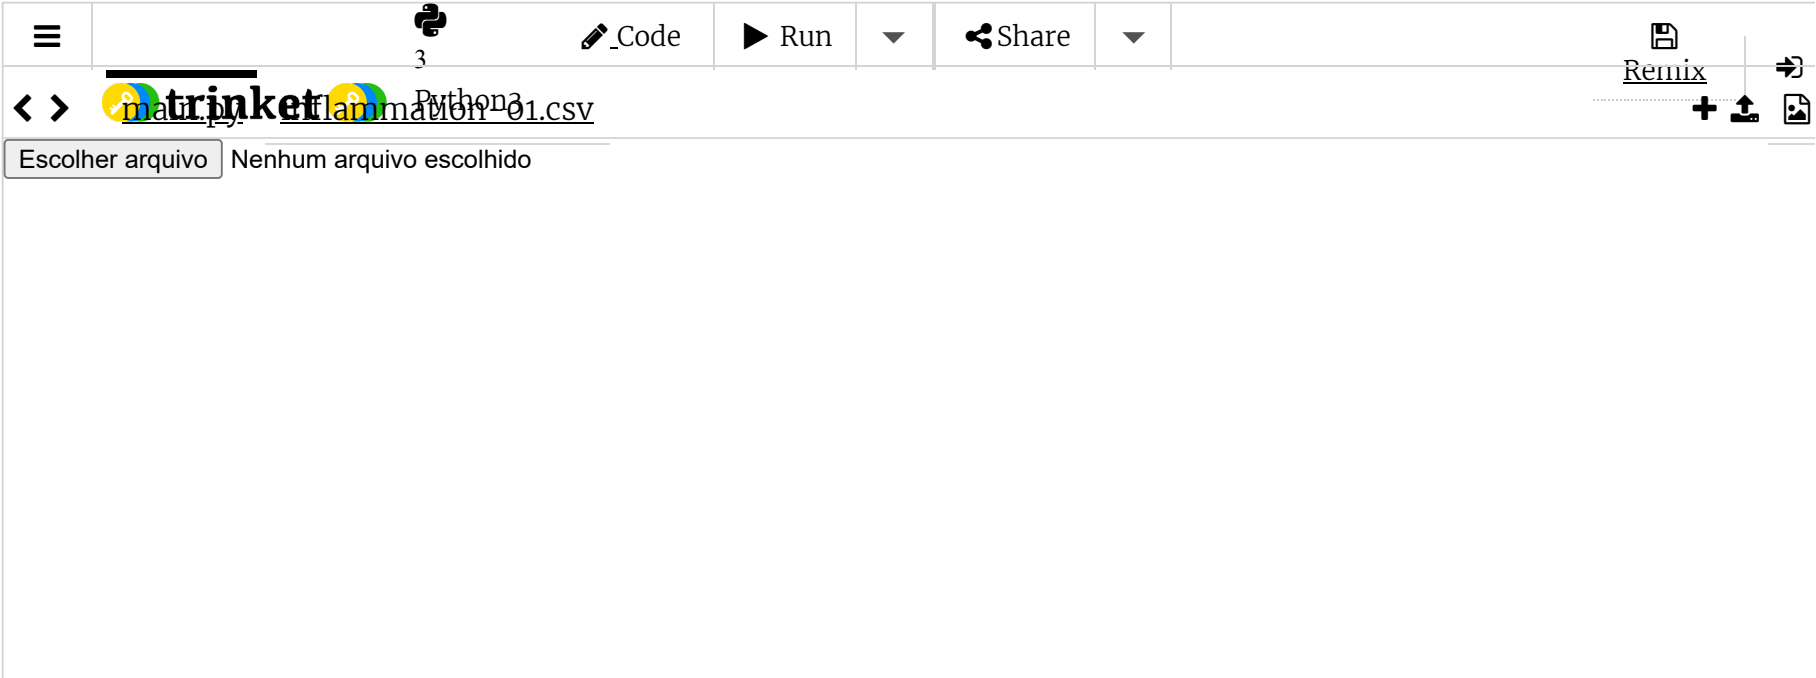 Code
Run
Share
3
Remix
main.py
trinket
inflammation-01.csv
Python3
Escolher arquivo
Nenhum arquivo escolhido